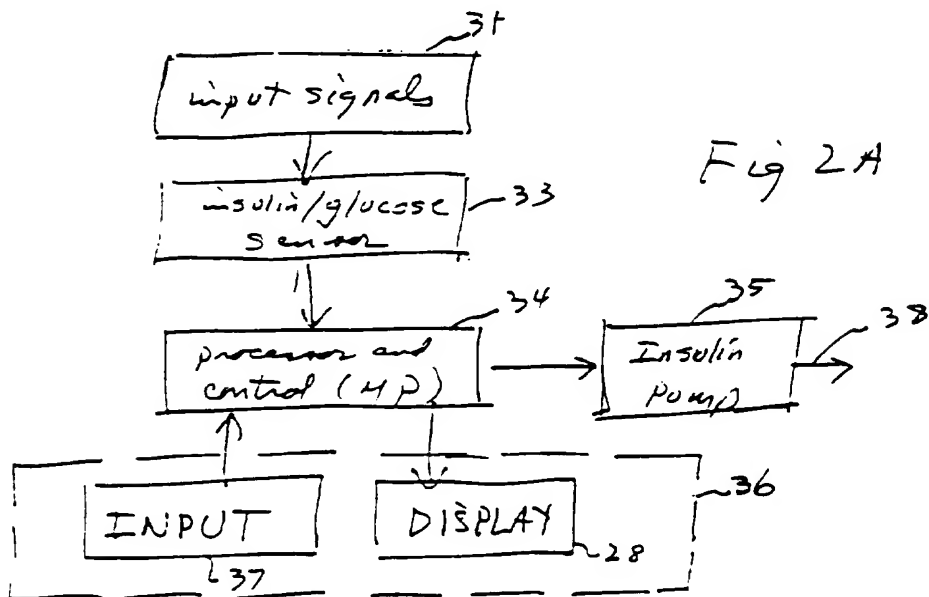 31
input signals
Fig 2A
insulin/glucose
sensor
33
34
processor and
control (MP)
35
Insulin
Pump
38
36
INPUT
DISPLAY
37
28